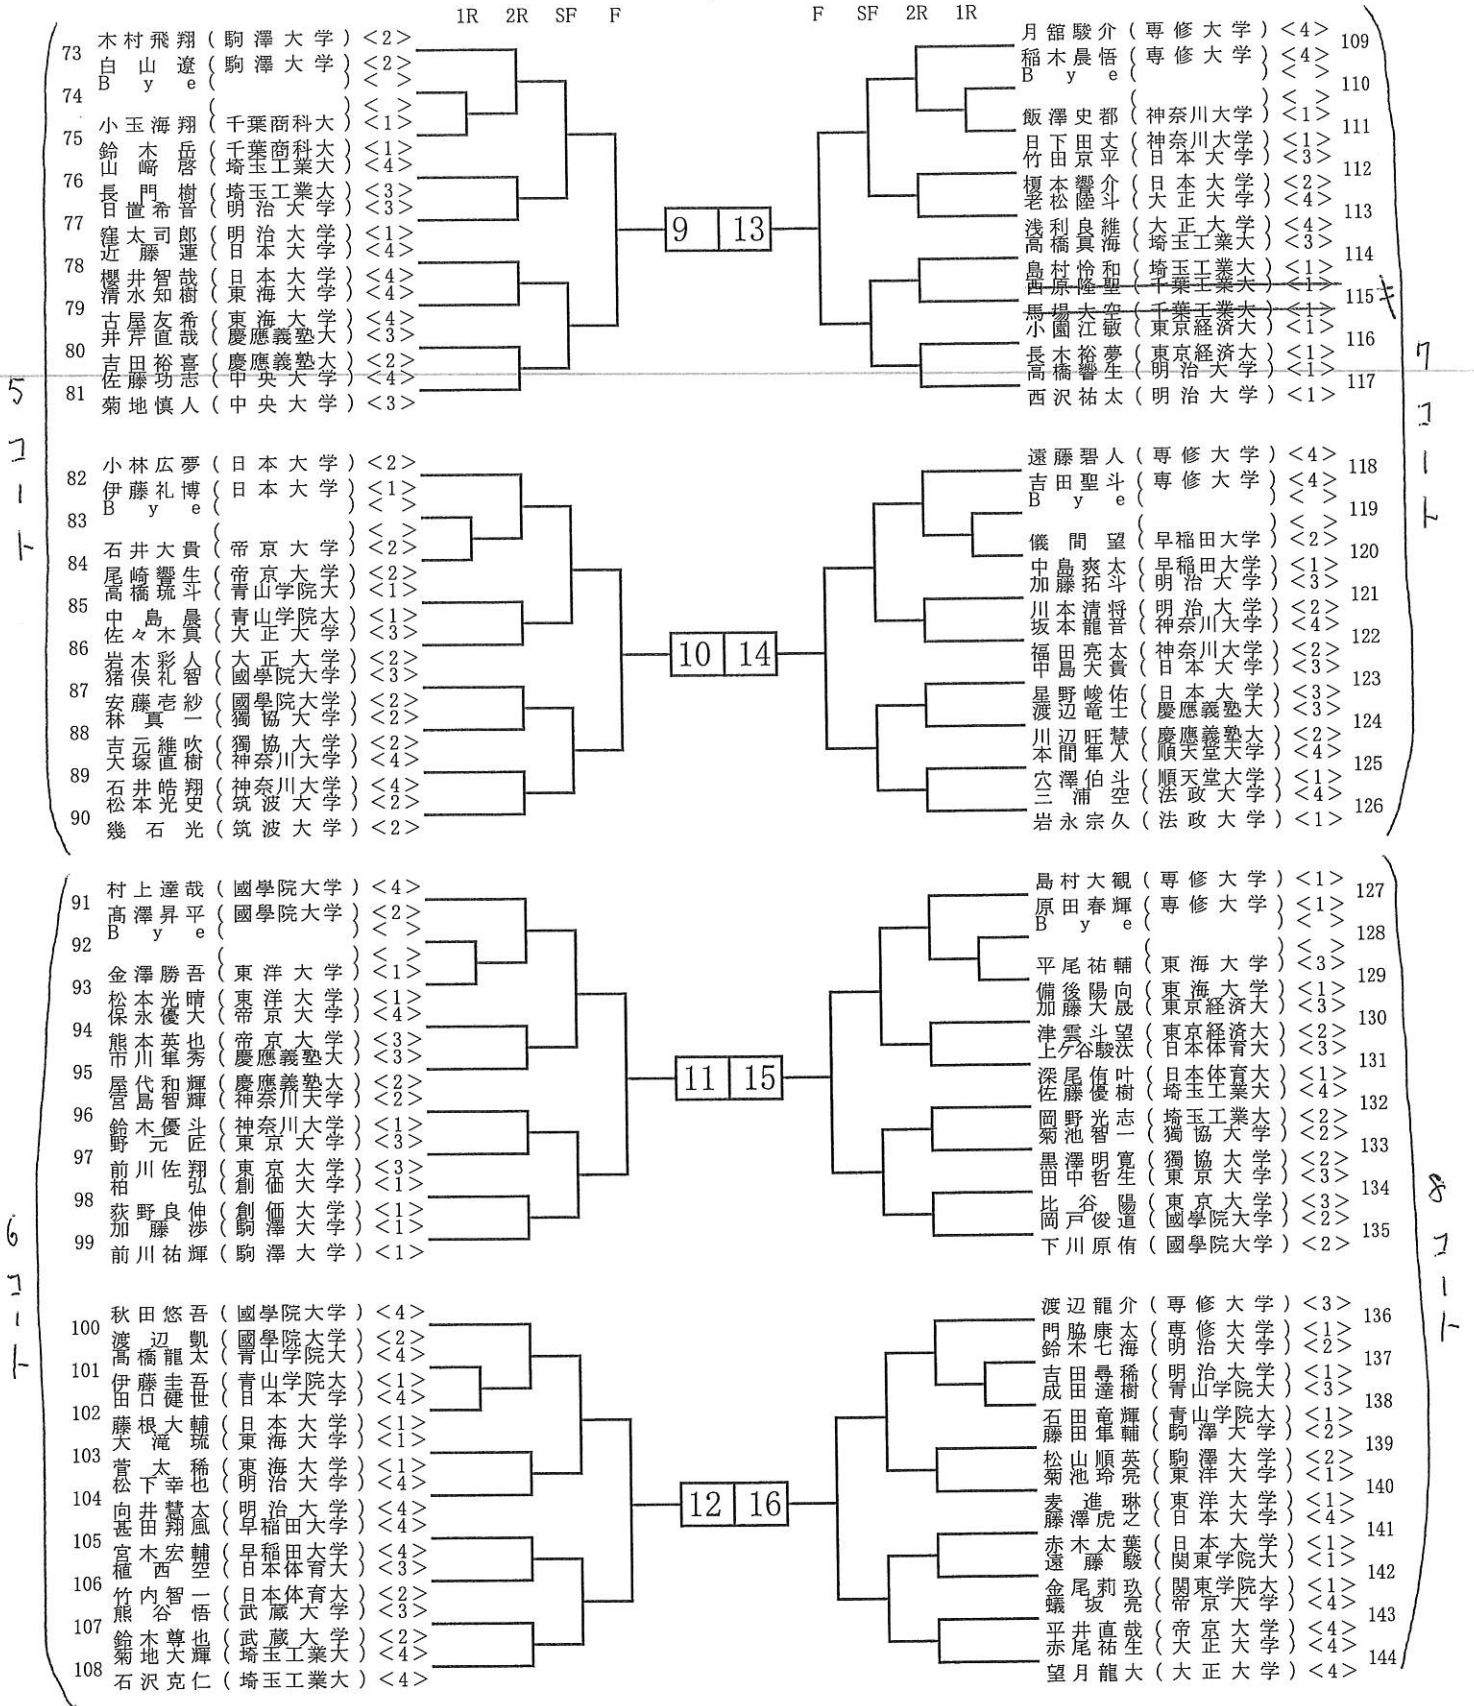 1R 2R SF F
F SF 2R 1R
5コート
73 木村飛翔(駒澤大学)<2>
白山遼(駒澤大学)<2>
74 Bye( )< >
( )< >
75 小玉海翔(千葉商科大)<1>
鈴木岳(千葉商科大)<1>
76 山﨑啓(埼玉工業大)<4>
長門樹(埼玉工業大)<3>
77 日置希音(明治大学)<3>
窪太司郎(明治大学)<1>
78 近藤蓮(日本大学)<4>
櫻井智哉(日本大学)<4>
79 清水知樹(東海大学)<4>
古屋友希(東海大学)<4>
80 井芹直哉(慶應義塾大)<3>
吉田裕喜(慶應義塾大)<2>
81 佐藤功志(中央大学)<4>
菊地慎人(中央大学)<3>
9
82 小林広夢(日本大学)<2>
伊藤礼博(日本大学)<1>
83 Bye( )< >
( )< >
84 石井大貴(帝京大学)<2>
尾崎響生(帝京大学)<2>
85 高橋琉斗(青山学院大)<1>
中島晨(青山学院大)<1>
86 佐々木真(大正大学)<3>
岩木彩人(大正大学)<2>
87 猪俣礼智(國學院大学)<3>
安藤壱紗(國學院大学)<2>
88 林真一(獨協大学)<2>
吉元維吹(獨協大学)<2>
89 大塚直樹(神奈川大学)<4>
石井皓翔(神奈川大学)<4>
90 松本光史(筑波大学)<2>
幾石光(筑波大学)<2>
10
6コート
91 村上達哉(國學院大学)<4>
髙澤昇平(國學院大学)<2>
92 Bye( )< >
( )< >
93 金澤勝吾(東洋大学)<1>
松本光晴(東洋大学)<1>
94 保永優大(帝京大学)<4>
熊本英也(帝京大学)<3>
95 市川隼秀(慶應義塾大)<3>
屋代和輝(慶應義塾大)<2>
96 宮島智輝(神奈川大学)<2>
鈴木優斗(神奈川大学)<1>
97 野元匠(東京大学)<3>
前川佐翔(東京大学)<3>
98 柏弘(創価大学)<1>
荻野良伸(創価大学)<1>
99 加藤渉(駒澤大学)<1>
前川祐輝(駒澤大学)<1>
11
100 秋田悠吾(國學院大学)<4>
渡辺凱(國學院大学)<2>
101 髙橋龍太(青山学院大)<4>
伊藤圭吾(青山学院大)<1>
102 田口健世(日本大学)<4>
藤根大輔(日本大学)<1>
103 大滝琉(東海大学)<1>
菅太稀(東海大学)<1>
104 松下幸也(明治大学)<4>
向井慧太(明治大学)<4>
105 甚田翔風(早稲田大学)<4>
宮木宏輔(早稲田大学)<4>
106 植西空(日本体育大)<3>
竹内智一(日本体育大)<2>
107 熊谷悟(武蔵大学)<3>
鈴木尊也(武蔵大学)<2>
108 菊地大輝(埼玉工業大)<4>
石沢克仁(埼玉工業大)<4>
12
7コート
月舘駿介(専修大学)<4> 109
稲木晨悟(専修大学)<4>
Bye( )< > 110
( )< >
飯澤史都(神奈川大学)<1> 111
日下田丈(神奈川大学)<1>
竹田京平(日本大学)<3> 112
榎本響介(日本大学)<2>
老松陸斗(大正大学)<4> 113
浅利良維(大正大学)<4>
高橋真海(埼玉工業大)<3> 114
島村怜和(埼玉工業大)<1>
西原隆聖(千葉工業大)<1> 115 キ
馬場大空(千葉工業大)<1>
小園江敏(東京経済大)<1> 116
長木裕夢(東京経済大)<1>
高橋響生(明治大学)<1> 117
西沢祐太(明治大学)<1>
13
遠藤碧人(専修大学)<4> 118
吉田聖斗(専修大学)<4>
Bye( )< > 119
( )< >
儀間望(早稲田大学)<2> 120
中島爽太(早稲田大学)<1>
加藤拓斗(明治大学)<3> 121
川本清将(明治大学)<2>
坂本龍音(神奈川大学)<4> 122
福田亮太(神奈川大学)<2>
中島大貴(日本大学)<3> 123
星野峻佑(日本大学)<3>
渡辺竜士(慶應義塾大)<3> 124
川辺旺慧(慶應義塾大)<2>
本間隼人(順天堂大学)<4> 125
穴澤伯斗(順天堂大学)<1>
三浦空(法政大学)<4> 126
岩永宗久(法政大学)<1>
14
8コート
島村大観(専修大学)<1> 127
原田春輝(専修大学)<1>
Bye( )< > 128
( )< >
平尾祐輔(東海大学)<3> 129
備後陽向(東海大学)<1>
加藤大晟(東京経済大)<3> 130
津雲斗望(東京経済大)<2>
上ケ谷駿汰(日本体育大)<3> 131
深尾侑叶(日本体育大)<1>
佐藤優樹(埼玉工業大)<4> 132
岡野光志(埼玉工業大)<2>
菊池智一(獨協大学)<2> 133
黒澤明寛(獨協大学)<2>
田中哲生(東京大学)<3> 134
比谷陽(東京大学)<3>
岡戸俊道(國學院大学)<2> 135
下川原侑(國學院大学)<2>
15
渡辺龍介(専修大学)<3> 136
門脇康太(専修大学)<1>
鈴木七海(明治大学)<2> 137
吉田尋稀(明治大学)<1>
成田達樹(青山学院大)<3> 138
石田竜輝(青山学院大)<1>
藤田隼輔(駒澤大学)<2> 139
松山順英(駒澤大学)<2>
菊池玲亮(東洋大学)<1> 140
麦進琳(東洋大学)<1>
藤澤虎之(日本大学)<4> 141
赤木太葉(日本大学)<1>
遠藤駿(関東学院大)<1> 142
金尾莉玖(関東学院大)<1>
蟻坂亮(帝京大学)<4> 143
平井直哉(帝京大学)<4>
赤尾祐生(大正大学)<4> 144
望月龍大(大正大学)<4>
16